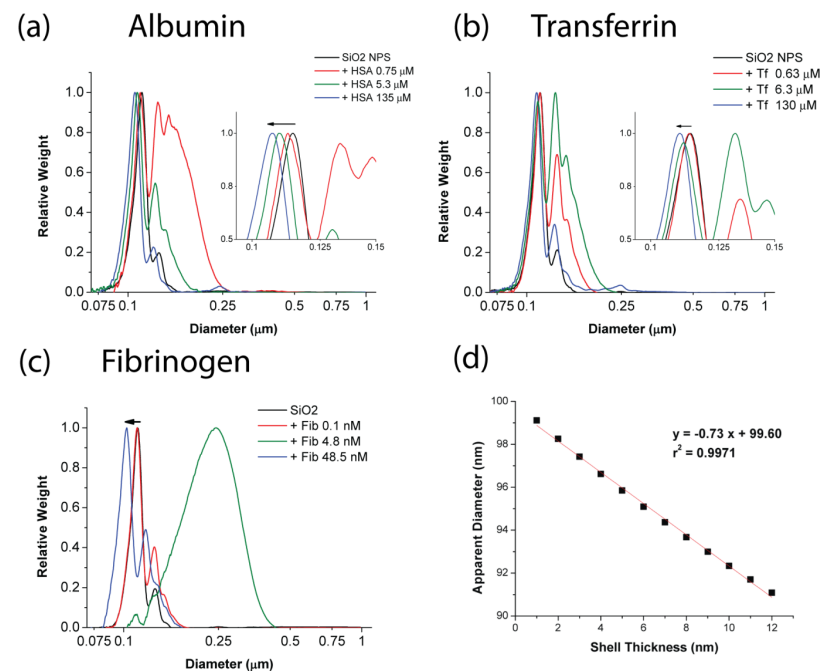 (a) Albumin
SiO2 NPS
+ HSA 0.75 μM
+ HSA 5.3 μM
+ HSA 135 μM
Relative Weight
1.0
0.8
0.6
0.4
0.2
0.0
1.0
0.8
0.5
0.1 0.125 0.15
0.075 0.1 0.25 0.5 0.75 1
Diameter (μm)
(b) Transferrin
SiO2 NPS
+ Tf 0.63 μM
+ Tf 6.3 μM
+ Tf 130 μM
Relative Weight
1.0
0.8
0.6
0.4
0.2
0.0
1.0
0.8
0.5
0.1 0.125 0.15
0.075 0.1 0.25 0.5 0.75 1
Diameter (μm)
(c) Fibrinogen
SiO2
+ Fib 0.1 nM
+ Fib 4.8 nM
+ Fib 48.5 nM
Relative Weight
1.0
0.8
0.6
0.4
0.2
0.0
0.075 0.1 0.25 0.5 0.75 1
Diameter (μm)
(d)
y = -0.73 x + 99.60
r² = 0.9971
Apparent Diameter (nm)
100
98
96
94
92
90
0 2 4 6 8 10 12
Shell Thickness (nm)